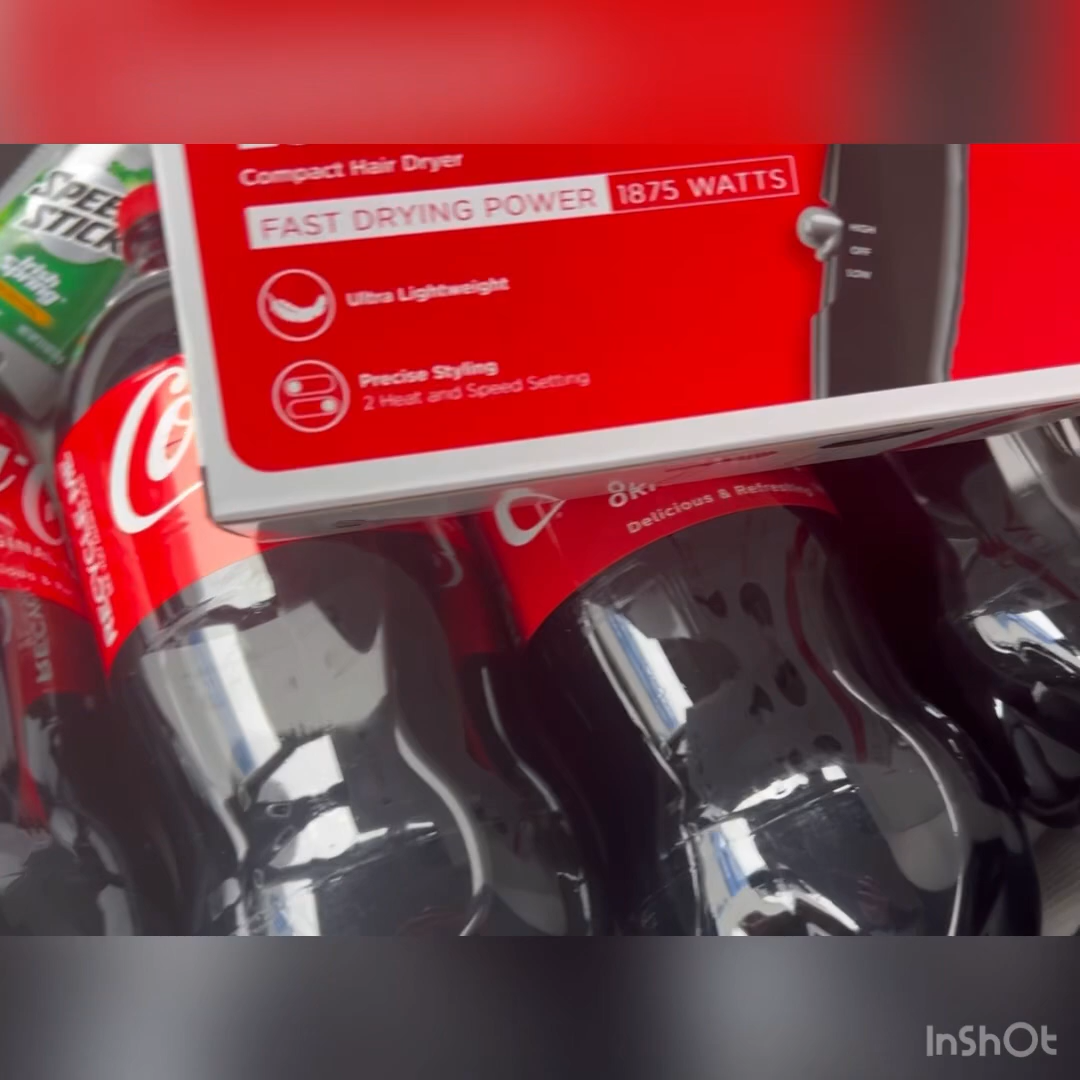 Compact Hair Dryer
FAST DRYING POWER 1875 WATTS
Ultra Lightweight
Precise Styling
2 Heat and Speed Setting
HIGH
OFF
LOW
SPEED
STICK
Irish
Spring
Co
Delicious & Refreshing
InShOt